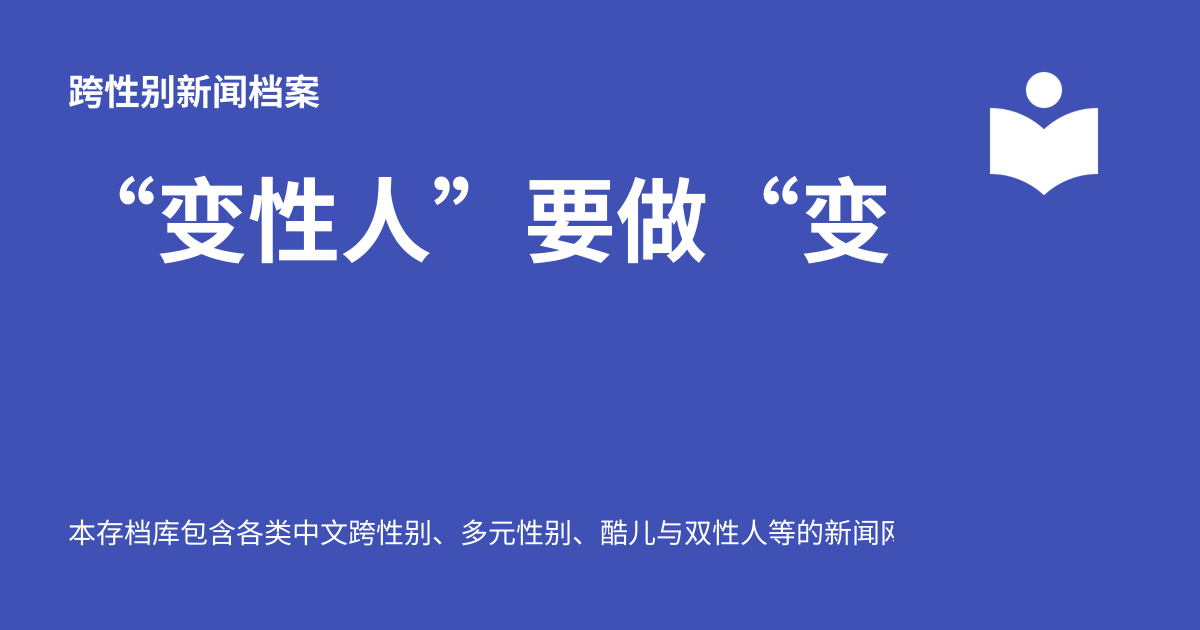 跨性别新闻档案
“变性人”要做“变
本存档库包含各类中文跨性别、多元性别、酷儿与双性人等的新闻